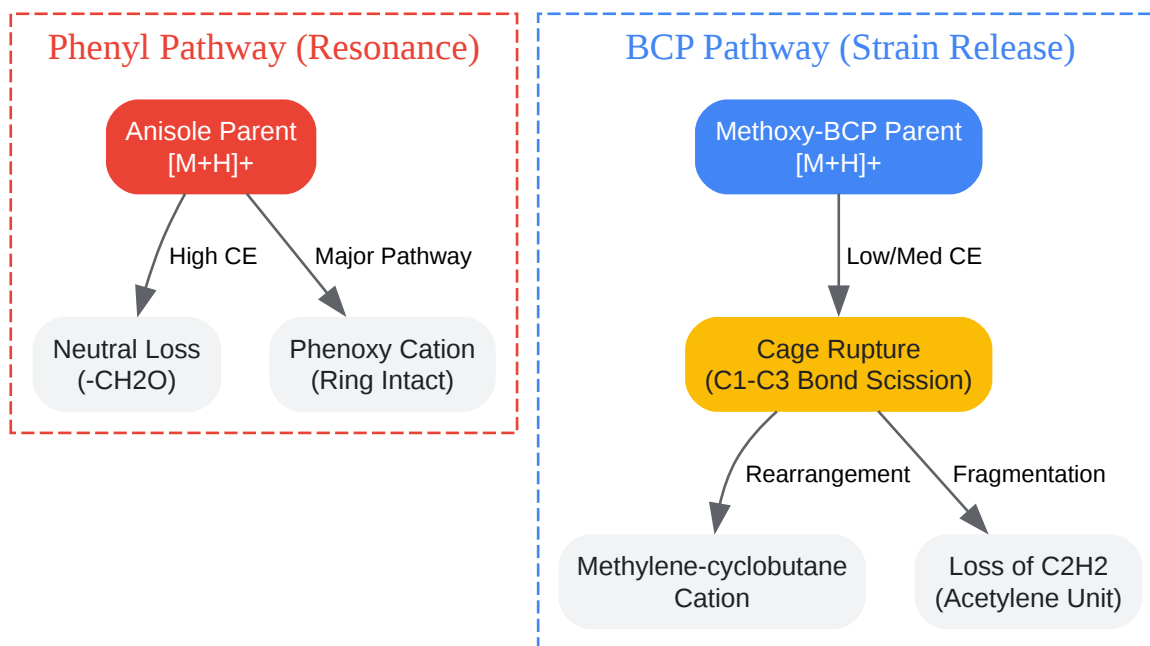 Phenyl Pathway (Resonance)
Anisole Parent
[M+H]+
High CE
Major Pathway
Neutral Loss
(-CH2O)
Phenoxy Cation
(Ring Intact)
BCP Pathway (Strain Release)
Methoxy-BCP Parent
[M+H]+
Low/Med CE
Cage Rupture
(C1-C3 Bond Scission)
Rearrangement
Fragmentation
Methylene-cyclobutane
Cation
Loss of C2H2
(Acetylene Unit)